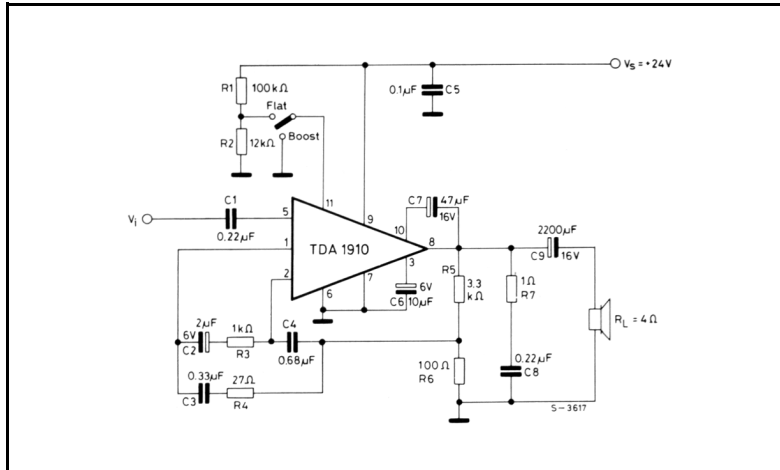 Vs = +24V
R1 100kΩ
0.1µF C5
Flat
Boost
R2 12kΩ
C1
Vi
0.22µF
5
11
9
1
TDA 1910
2
10
8
3
6
7
C7 47µF
16V
6V
C6 10µF
2200µF
C9 16V
R5 3.3
kΩ
1Ω
R7
RL = 4Ω
2µF
6V
C2
1kΩ
R3
C4
0.68µF
0.33µF
C3
27Ω
R4
100Ω
R6
0.22µF
C8
S-3617